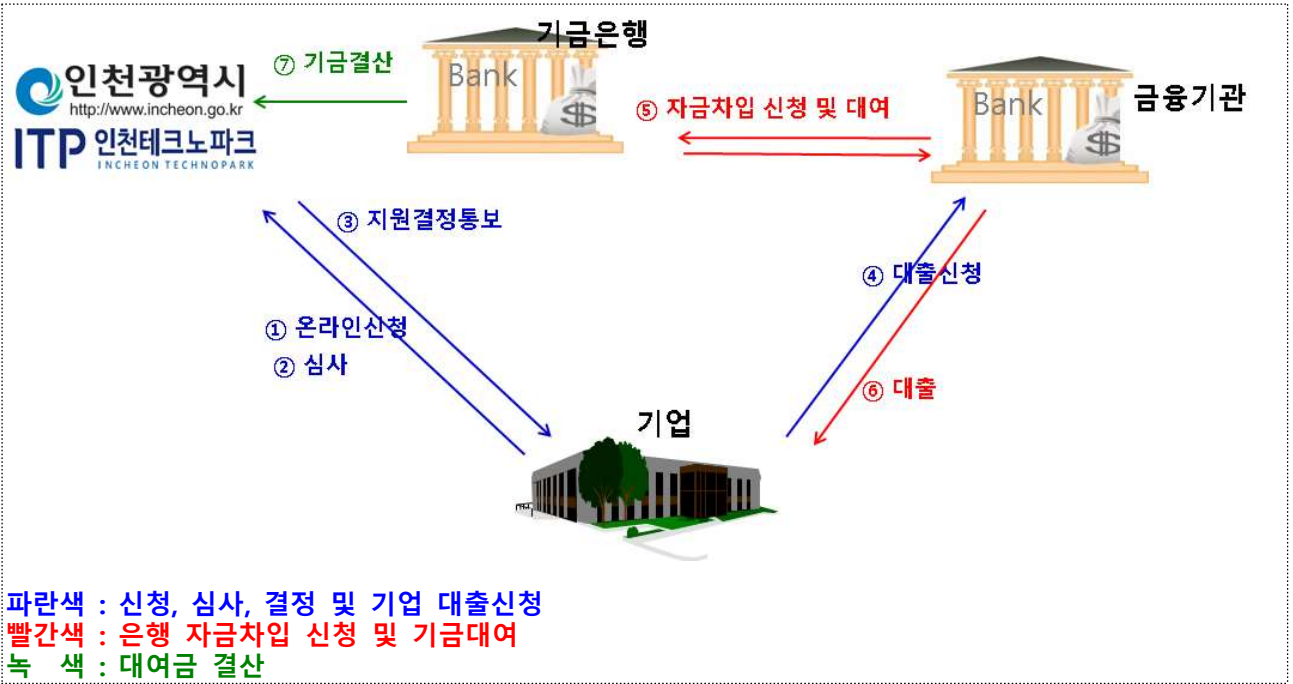 기금은행
⑦ 기금결산
Bank
인천광역시
http://www.incheon.go.kr
ITP 인천테크노파크
INCHEON TECHNOPARK
$
⑤ 자금차입 신청 및 대여
Bank
금융기관
$
③ 지원결정통보
④ 대출신청
① 온라인신청
② 심사
⑥ 대출
기업
파란색 : 신청, 심사, 결정 및 기업 대출신청
빨간색 : 은행 자금차입 신청 및 기금대여
녹 색 : 대여금 결산